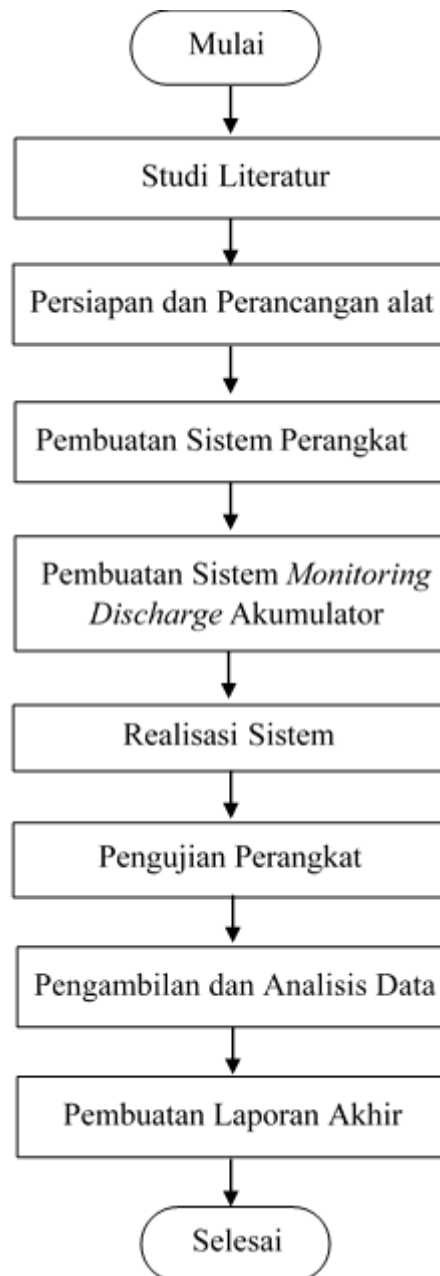 Mulai
Studi Literatur
Persiapan dan Perancangan alat
Pembuatan Sistem Perangkat
Pembuatan Sistem Monitoring
Discharge Akumulator
Realisasi Sistem
Pengujian Perangkat
Pengambilan dan Analisis Data
Pembuatan Laporan Akhir
Selesai